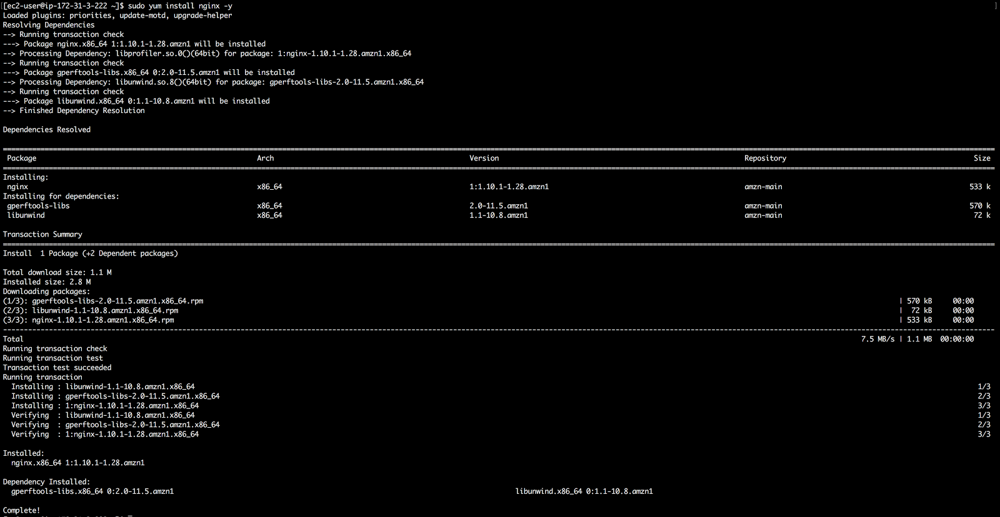 [ec2-user@ip-172-31-3-222 ~]$ sudo yum install nginx -y
Loaded plugins: priorities, update-motd, upgrade-helper
Resolving Dependencies
--> Running transaction check
---> Package nginx.x86_64 1:1.10.1-1.28.amzn1 will be installed
--> Processing Dependency: libprofiler.so.0()(64bit) for package: 1:nginx-1.10.1-1.28.amzn1.x86_64
--> Running transaction check
---> Package gperftools-libs.x86_64 0:2.0-11.5.amzn1 will be installed
--> Processing Dependency: libunwind.so.8()(64bit) for package: gperftools-libs-2.0-11.5.amzn1.x86_64
--> Running transaction check
---> Package libunwind.x86_64 0:1.1-10.8.amzn1 will be installed
--> Finished Dependency Resolution
Dependencies Resolved
Package Arch Version Repository Size
Installing:
nginx x86_64 1:1.10.1-1.28.amzn1 amzn-main 533 k
Installing for dependencies:
gperftools-libs x86_64 2.0-11.5.amzn1 amzn-main 570 k
libunwind x86_64 1.1-10.8.amzn1 amzn-main 72 k
Transaction Summary
Install  1 Package (+2 Dependent packages)
Total download size: 1.1 M
Installed size: 2.8 M
Downloading packages:
(1/3): gperftools-libs-2.0-11.5.amzn1.x86_64.rpm | 570 kB 00:00
(2/3): libunwind-1.1-10.8.amzn1.x86_64.rpm | 72 kB 00:00
(3/3): nginx-1.10.1-1.28.amzn1.x86_64.rpm | 533 kB 00:00
Total 7.5 MB/s | 1.1 MB 00:00:00
Running transaction check
Running transaction test
Transaction test succeeded
Running transaction
Installing : libunwind-1.1-10.8.amzn1.x86_64 1/3
Installing : gperftools-libs-2.0-11.5.amzn1.x86_64 2/3
Installing : 1:nginx-1.10.1-1.28.amzn1.x86_64 3/3
Verifying  : libunwind-1.1-10.8.amzn1.x86_64 1/3
Verifying  : gperftools-libs-2.0-11.5.amzn1.x86_64 2/3
Verifying  : 1:nginx-1.10.1-1.28.amzn1.x86_64 3/3
Installed:
nginx.x86_64 1:1.10.1-1.28.amzn1
Dependency Installed:
gperftools-libs.x86_64 0:2.0-11.5.amzn1 libunwind.x86_64 0:1.1-10.8.amzn1
Complete!